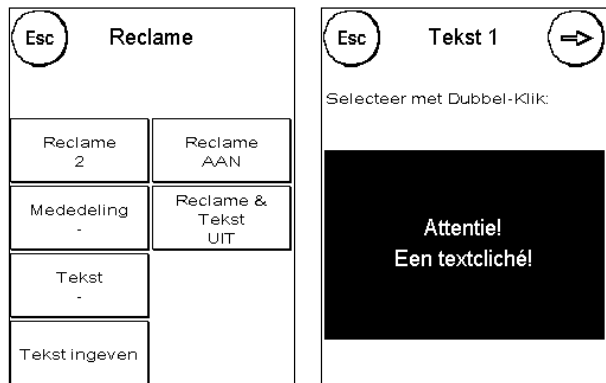 Esc
Reclame
Reclame
2
Reclame
AAN
Mededeling
-
Reclame &
Tekst
UIT
Tekst
-
Tekst ingeven
Esc
Tekst 1
Selecteer met Dubbel-Klik:
Attentie!
Een textcliché!